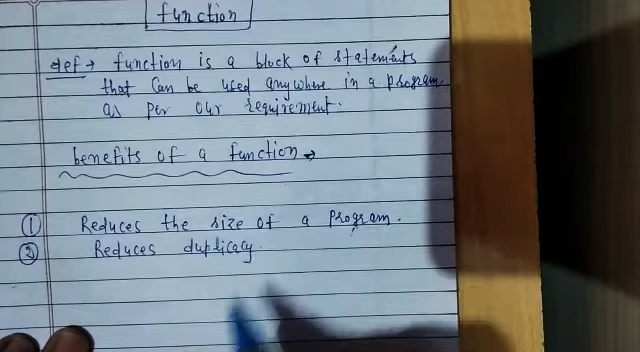 function
def → function is a block of statements
that can be used anywhere in a program
as per our requirement.
benefits of a function →
① Reduces the size of a program.
② Reduces duplicacy